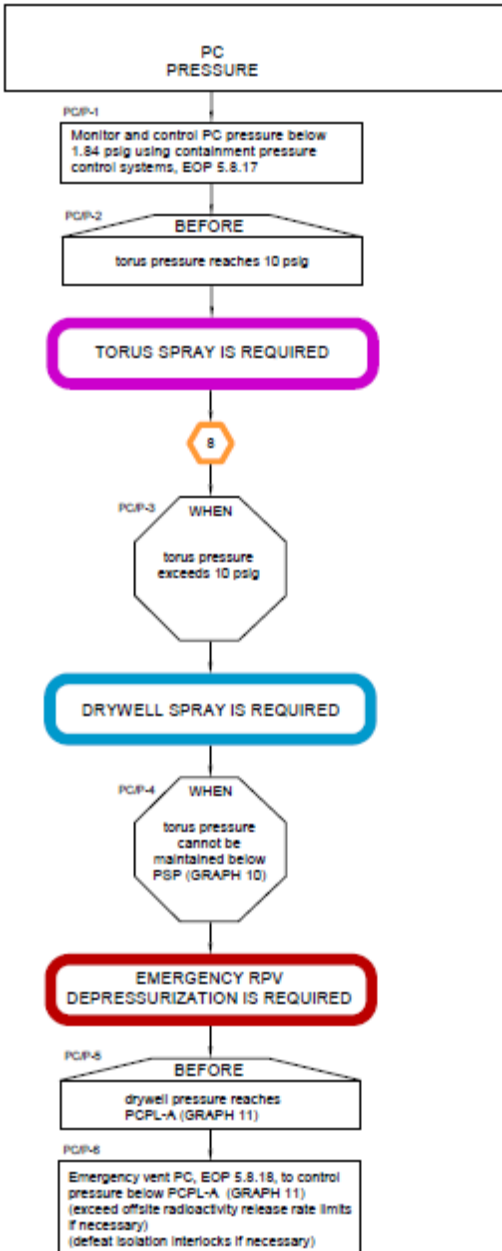 PC
PRESSURE
PC/P-1
Monitor and control PC pressure below
1.84 psig using containment pressure
control systems, EOP 5.8.17
PC/P-2
BEFORE
torus pressure reaches 10 psig
TORUS SPRAY IS REQUIRED
8
PC/P-3
WHEN
torus pressure
exceeds 10 psig
DRYWELL SPRAY IS REQUIRED
PC/P-4
WHEN
torus pressure
cannot be
maintained below
PSP (GRAPH 10)
EMERGENCY RPV
DEPRESSURIZATION IS REQUIRED
PC/P-5
BEFORE
drywell pressure reaches
PCPL-A (GRAPH 11)
PC/P-6
Emergency vent PC, EOP 5.8.18, to control
pressure below PCPL-A (GRAPH 11)
(exceed offsite radioactivity release rate limits
if necessary)
(defeat isolation interlocks if necessary)